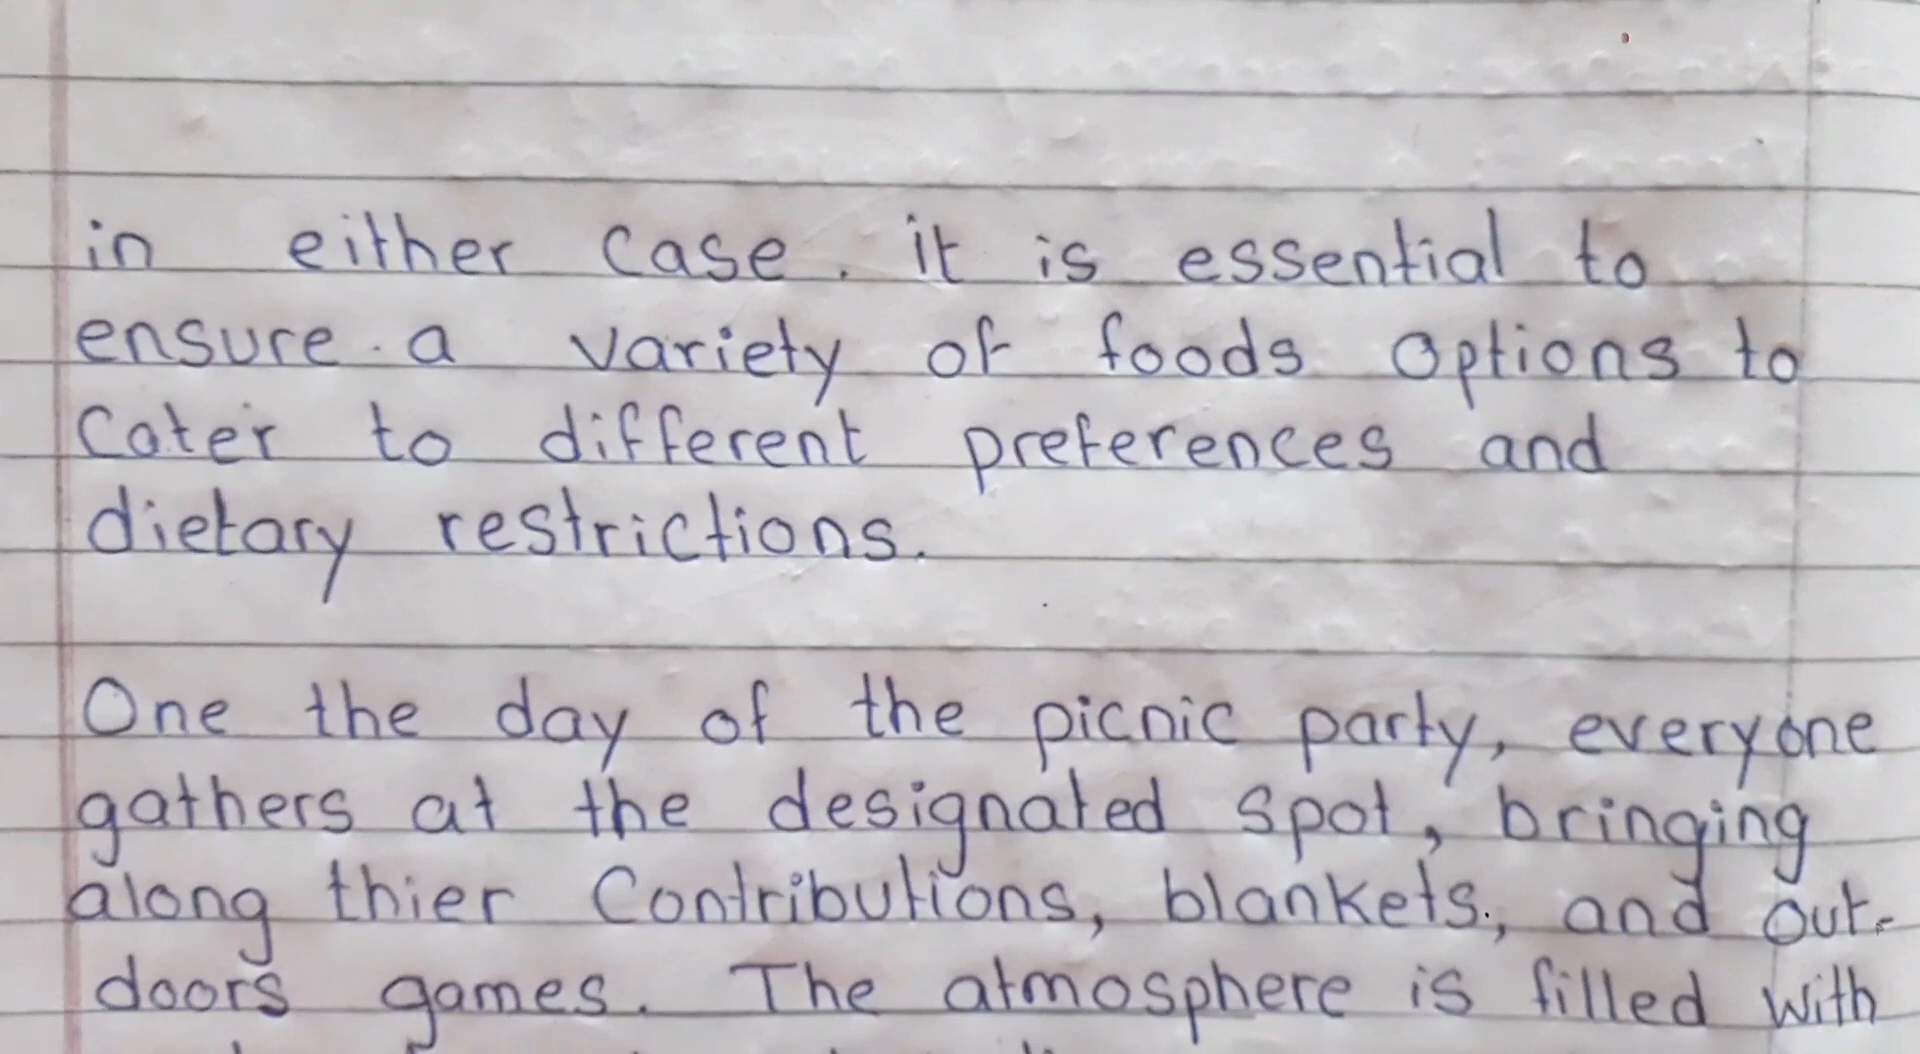 in either case. it is essential to
ensure. a variety of foods options to
Cater to different preferences and
dietary restrictions.
One the day of the picnic party, everyone
gathers at the designated spot, bringing
along thier Contributions, blankets., and out-
doors games. The atmosphere is filled with